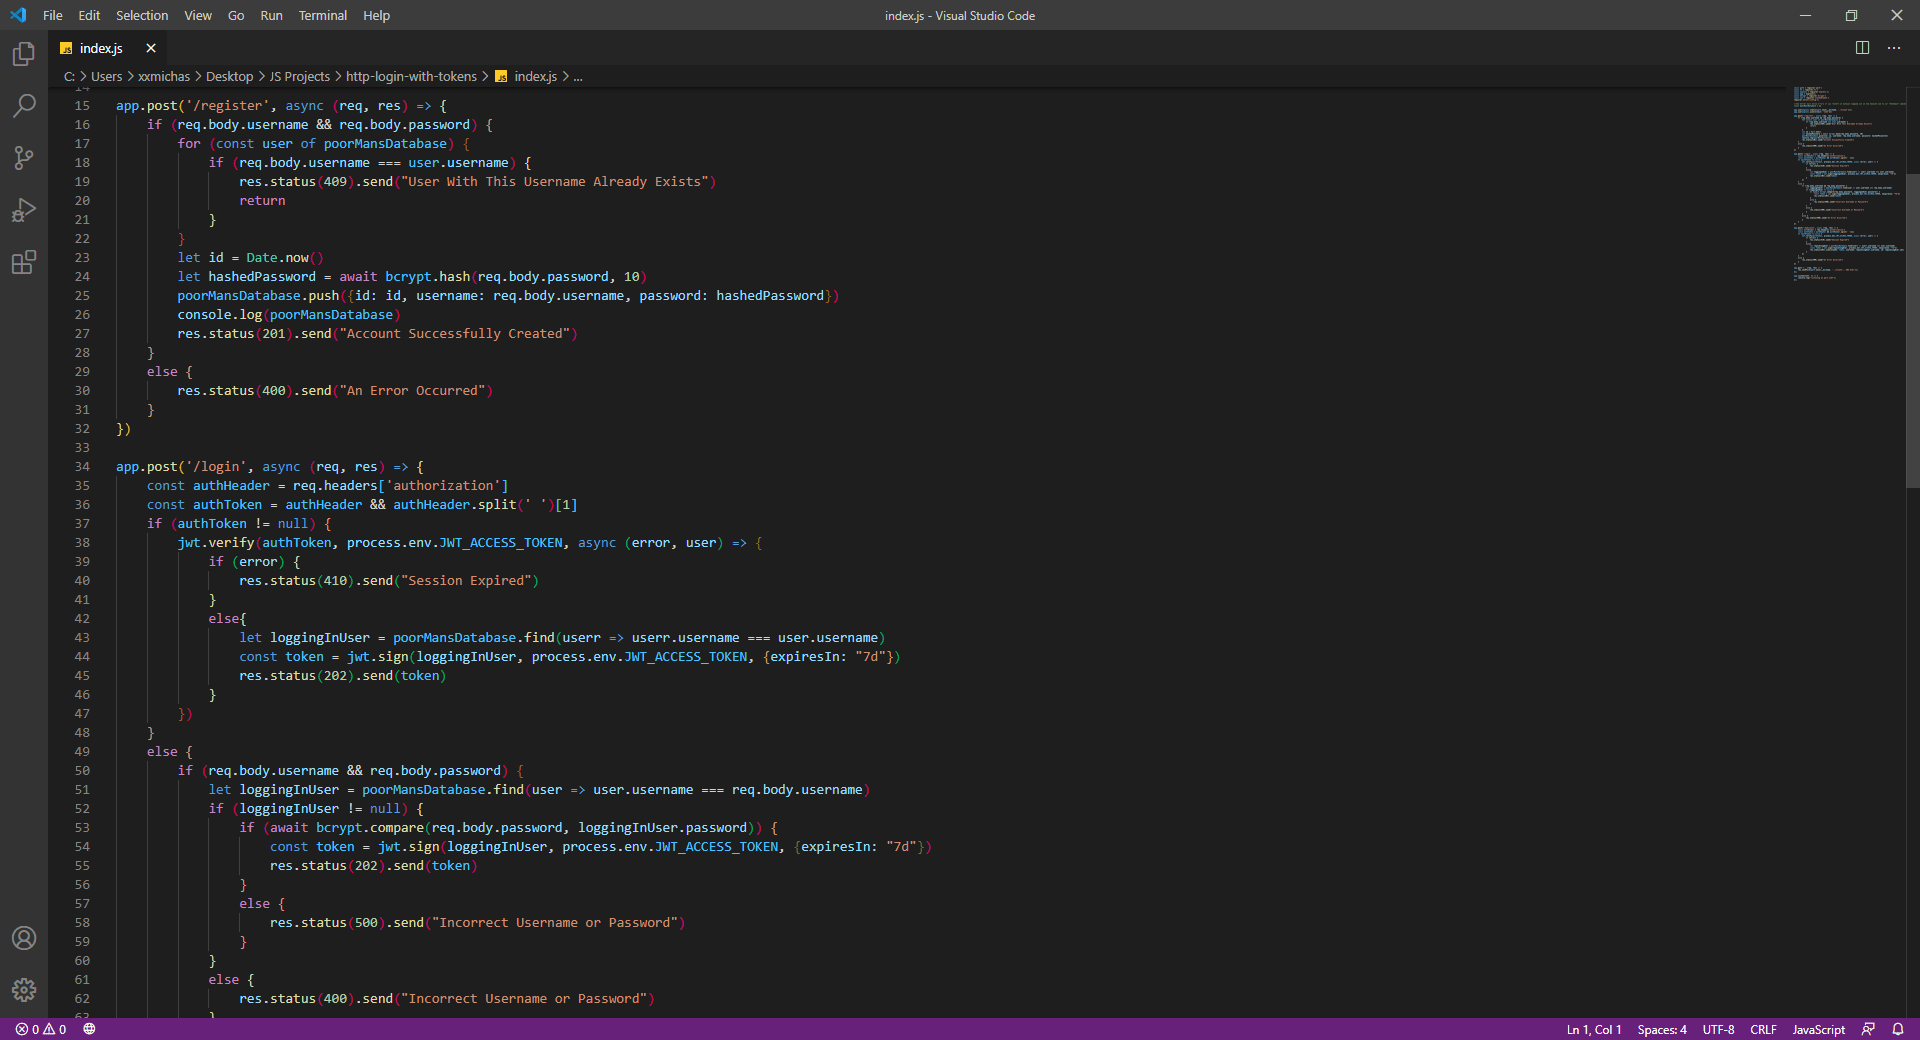 File Edit Selection View Go Run Terminal Help
index.js - Visual Studio Code
JS index.js
C: > Users > xxmichas > Desktop > JS Projects > http-login-with-tokens > JS index.js > ...
14
15 app.post('/register', async (req, res) => {
16     if (req.body.username && req.body.password) {
17         for (const user of poorMansDatabase) {
18             if (req.body.username === user.username) {
19                 res.status(409).send("User With This Username Already Exists")
20                 return
21             }
22         }
23         let id = Date.now()
24         let hashedPassword = await bcrypt.hash(req.body.password, 10)
25         poorMansDatabase.push({id: id, username: req.body.username, password: hashedPassword})
26         console.log(poorMansDatabase)
27         res.status(201).send("Account Successfully Created")
28     }
29     else {
30         res.status(400).send("An Error Occurred")
31     }
32 })
33
34 app.post('/login', async (req, res) => {
35     const authHeader = req.headers['authorization']
36     const authToken = authHeader && authHeader.split(' ')[1]
37     if (authToken != null) {
38         jwt.verify(authToken, process.env.JWT_ACCESS_TOKEN, async (error, user) => {
39             if (error) {
40                 res.status(410).send("Session Expired")
41             }
42             else{
43                 let loggingInUser = poorMansDatabase.find(userr => userr.username === user.username)
44                 const token = jwt.sign(loggingInUser, process.env.JWT_ACCESS_TOKEN, {expiresIn: "7d"})
45                 res.status(202).send(token)
46             }
47         })
48     }
49     else {
50         if (req.body.username && req.body.password) {
51             let loggingInUser = poorMansDatabase.find(user => user.username === req.body.username)
52             if (loggingInUser != null) {
53                 if (await bcrypt.compare(req.body.password, loggingInUser.password)) {
54                     const token = jwt.sign(loggingInUser, process.env.JWT_ACCESS_TOKEN, {expiresIn: "7d"})
55                     res.status(202).send(token)
56                 }
57                 else {
58                     res.status(500).send("Incorrect Username or Password")
59                 }
60             }
61             else {
62                 res.status(400).send("Incorrect Username or Password")
63             }
0 0
Ln 1, Col 1 Spaces: 4 UTF-8 CRLF JavaScript